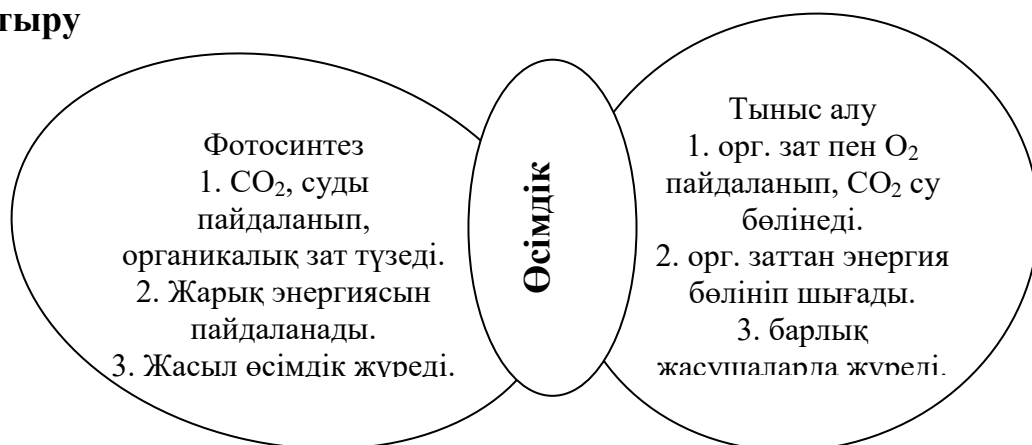 тыру
Фотосинтез
1. CO₂, суды
пайдаланып,
органикалық зат түзеді.
2. Жарық энергиясын
пайдаланады.
3. Жасыл өсімдік жүреді.
Өсімдік
Тыныс алу
1. орг. зат пен O₂
пайдаланып, CO₂ су
бөлінеді.
2. орг. заттан энергия
бөлініп шығады.
3. барлық
жасушаларда жүреді.